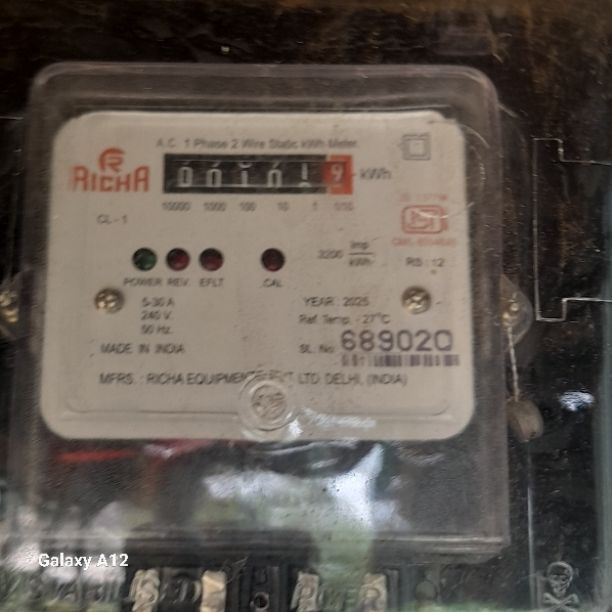 A.C. 1 Phase 2 Wire Static kWh Meter
RICHA
9
kWh
10000 1000 100 10 1 1/10
CL - 1
3200 imp/kWh
RS : 12
POWER REV. EFLT CAL
5-30 A
240 V.
50 Hz.
YEAR : 2025
Ref. Temp. - 27°C
MADE IN INDIA
SL. No. 6890200
MFRS. : RICHA EQUIPMENTS PVT. LTD. DELHI, (INDIA)
Galaxy A12